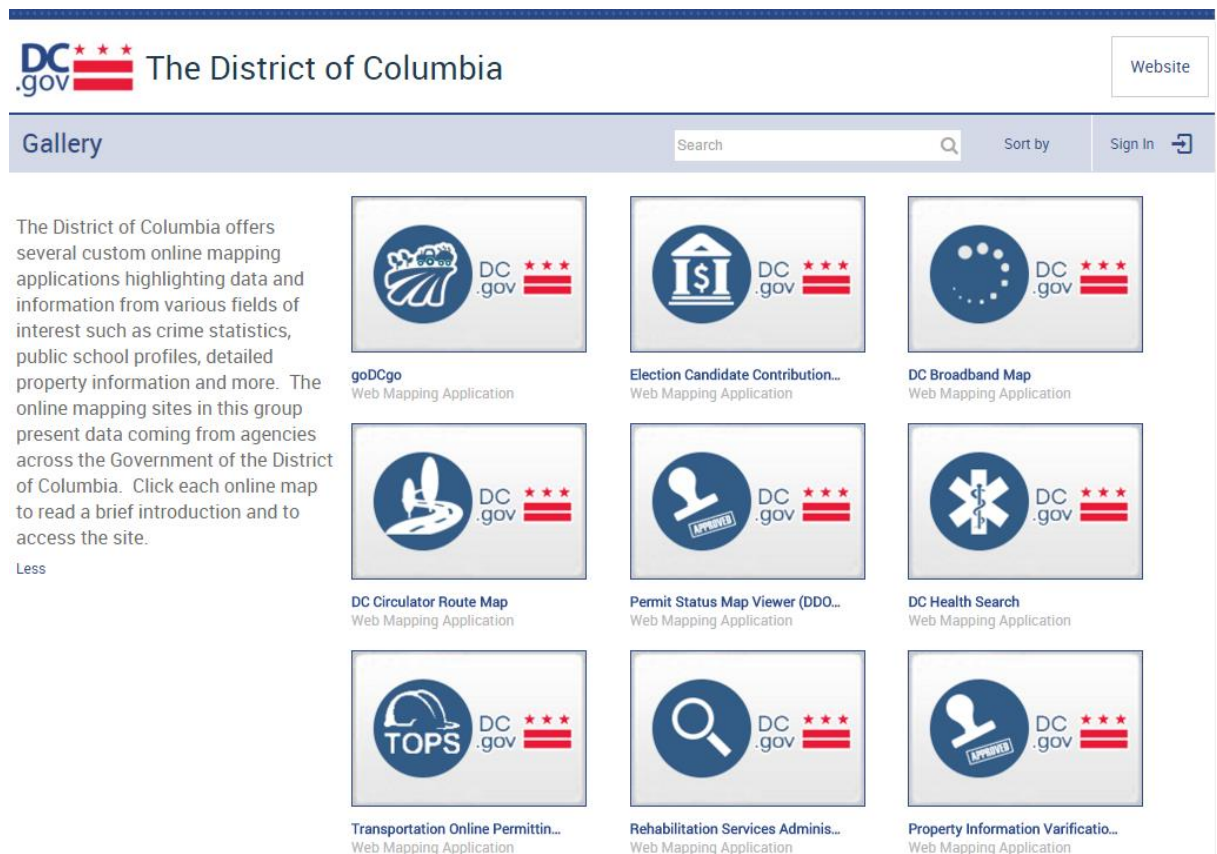 DC
.gov
The District of Columbia
Website
Gallery
Search
Sort by
Sign In
The District of Columbia offers
several custom online mapping
applications highlighting data and
information from various fields of
interest such as crime statistics,
public school profiles, detailed
property information and more. The
online mapping sites in this group
present data coming from agencies
across the Government of the District
of Columbia. Click each online map
to read a brief introduction and to
access the site.
Less
DC
.gov
goDCgo
Web Mapping Application
$
DC
.gov
Election Candidate Contribution...
Web Mapping Application
DC
.gov
DC Broadband Map
Web Mapping Application
DC
.gov
DC Circulator Route Map
Web Mapping Application
APPROVED
DC
.gov
Permit Status Map Viewer (DDO...
Web Mapping Application
DC
.gov
DC Health Search
Web Mapping Application
TOPS
DC
.gov
Transportation Online Permittin...
Web Mapping Application
DC
.gov
Rehabilitation Services Adminis...
Web Mapping Application
APPROVED
DC
.gov
Property Information Varificatio...
Web Mapping Application